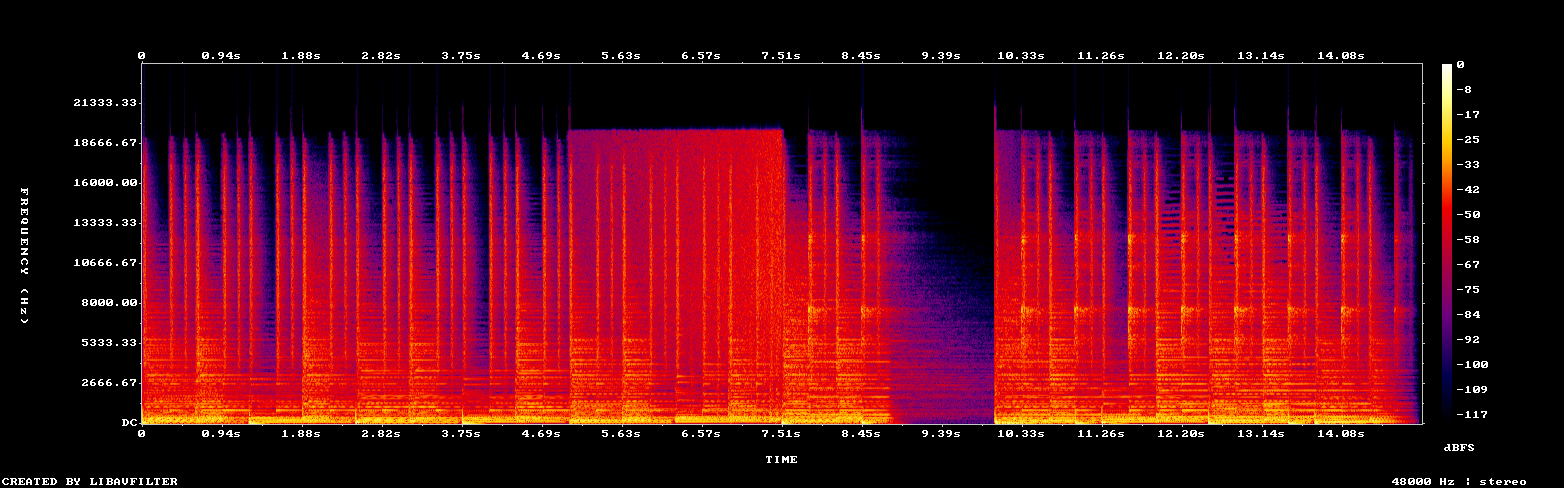 0 0.94s 1.88s 2.82s 3.75s 4.69s 5.63s 6.57s 7.51s 8.45s 9.39s 10.33s 11.26s 12.20s 13.14s 14.08s
21333.33
18666.67
16000.00
13333.33
10666.67
8000.00
5333.33
2666.67
DC
FREQUENCY (Hz)
0
-8
-17
-25
-33
-42
-50
-58
-67
-75
-84
-92
-100
-109
-117
dBFS
0 0.94s 1.88s 2.82s 3.75s 4.69s 5.63s 6.57s 7.51s 8.45s 9.39s 10.33s 11.26s 12.20s 13.14s 14.08s
TIME
CREATED BY LIBAVFILTER
48000 Hz | stereo